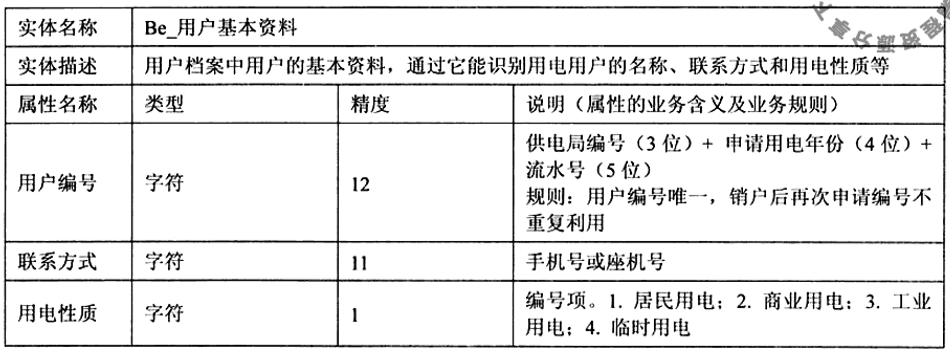 实体名称 Be_用户基本资料
实体描述 用户档案中用户的基本资料，通过它能识别用电用户的名称、联系方式和用电性质等
属性名称 类型 精度 说明（属性的业务含义及业务规则）
用户编号 字符 12 供电局编号（3 位）+ 申请用电年份（4 位）+
流水号（5 位）
规则：用户编号唯一，销户后再次申请编号不
重复利用
联系方式 字符 11 手机号或座机号
用电性质 字符 1 编号项。1. 居民用电；2. 商业用电；3. 工业
用电；4. 临时用电
下
享
分
源
资
程